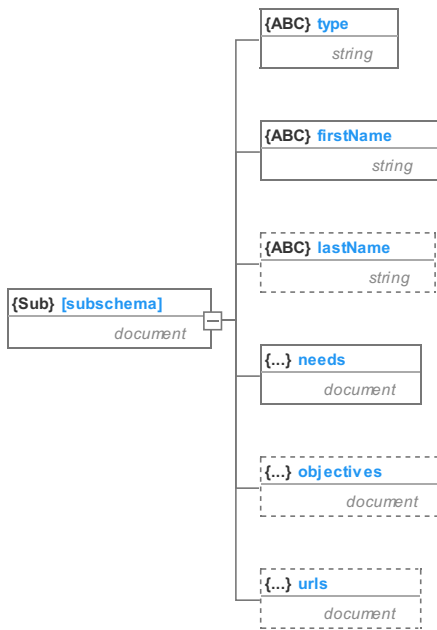 {ABC} type
string
{ABC} firstName
string
{ABC} lastName
string
{Sub} [subschema]
document
{...} needs
document
{...} objectives
document
{...} urls
document